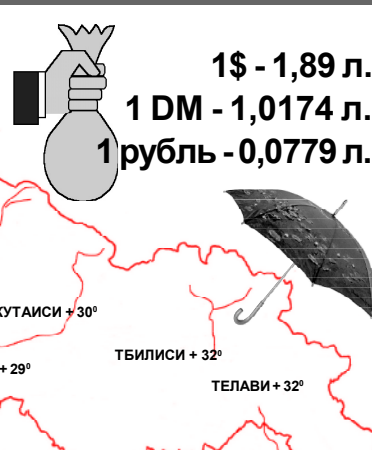 1$ - 1,89 л.
1 DM - 1,0174 л.
1 рубль - 0,0779 л.
КУТАИСИ + 30⁰
+ 29⁰
ТБИЛИСИ + 32⁰
ТЕЛАВИ + 32⁰